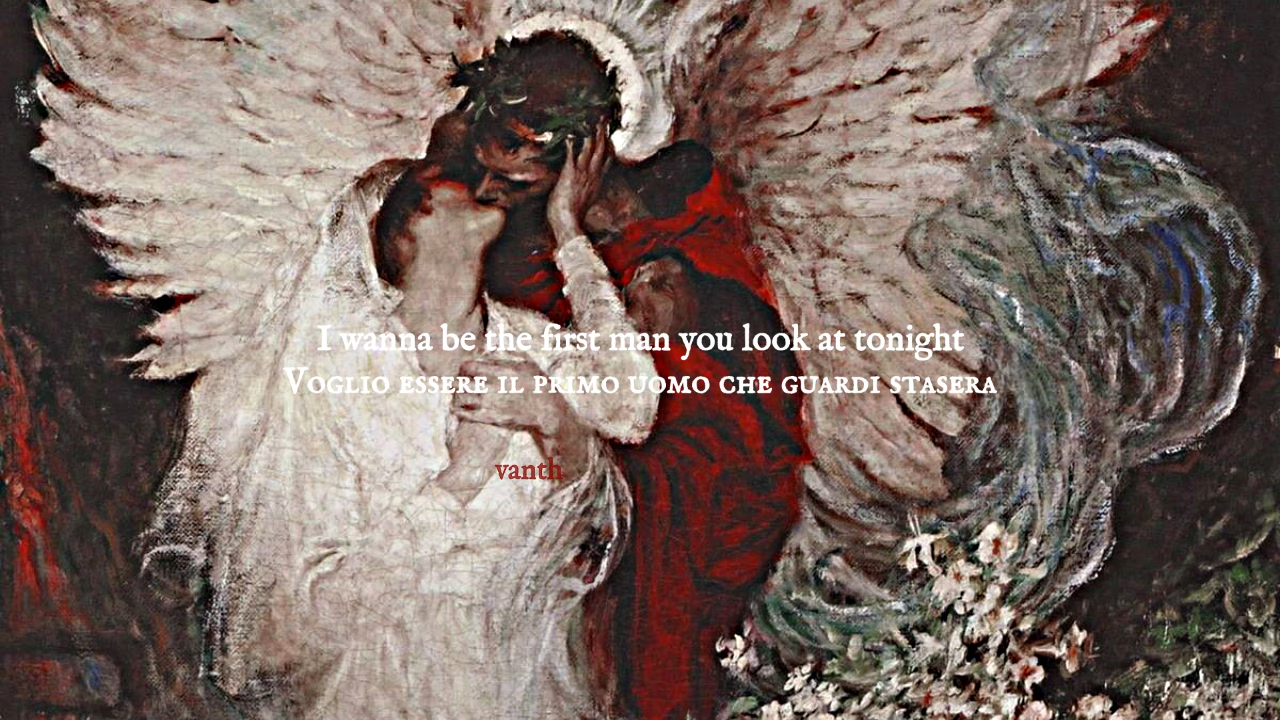 I wanna be the first man you look at tonight
Voglio essere il primo uomo che guardi stasera
vanth